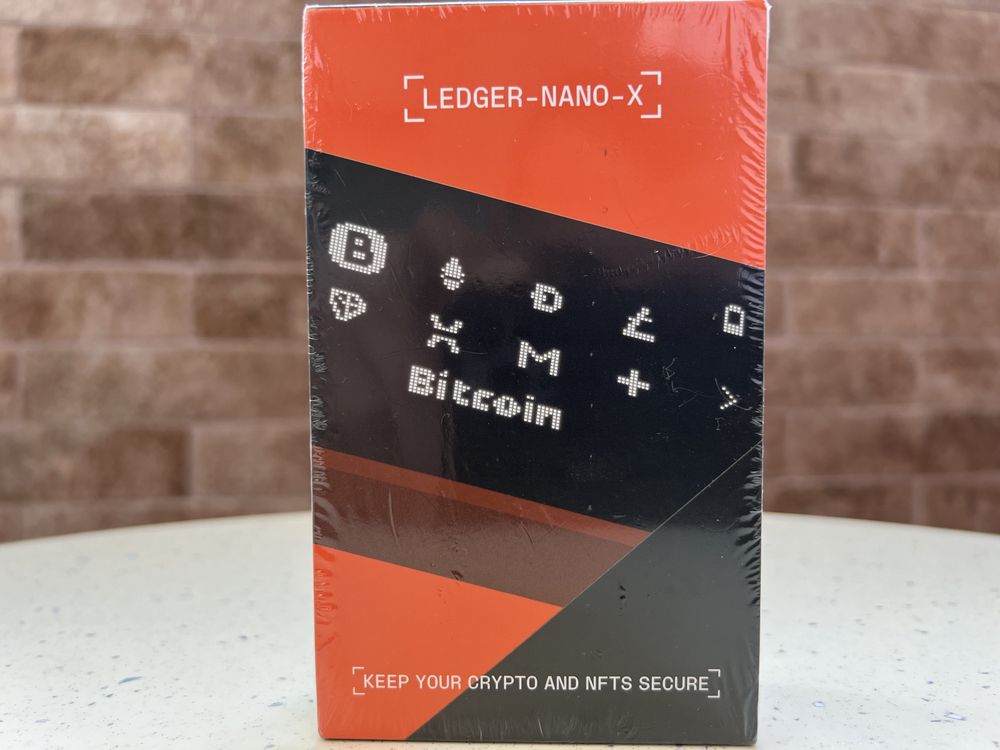 LEDGER-NANO-X
Bitcoin
KEEP YOUR CRYPTO AND NFTS SECURE